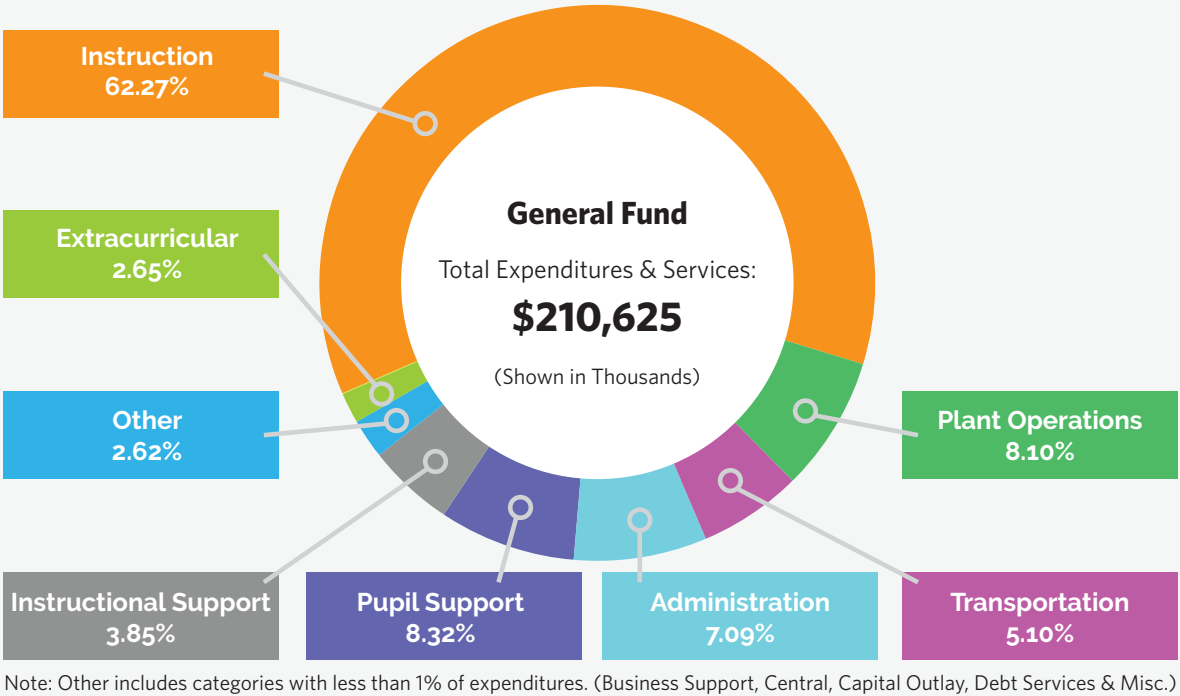 Instruction
62.27%
Extracurricular
2.65%
General Fund
Total Expenditures & Services:
$210,625
(Shown in Thousands)
Other
2.62%
Plant Operations
8.10%
Instructional Support
3.85%
Pupil Support
8.32%
Administration
7.09%
Transportation
5.10%
Note: Other includes categories with less than 1% of expenditures. (Business Support, Central, Capital Outlay, Debt Services & Misc.)